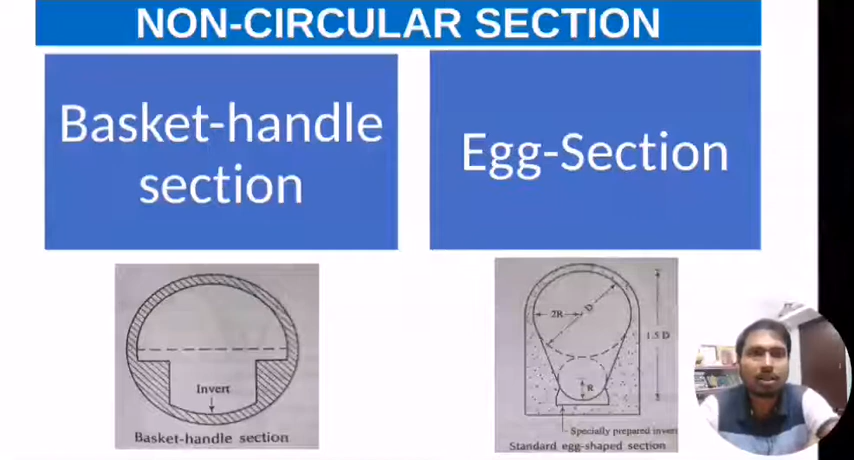 NON-CIRCULAR SECTION
Basket-handle
section
Egg-Section
Invert
Basket-handle section
2R
D
1.5 D
R
Specially prepared inver
Standard egg-shaped section